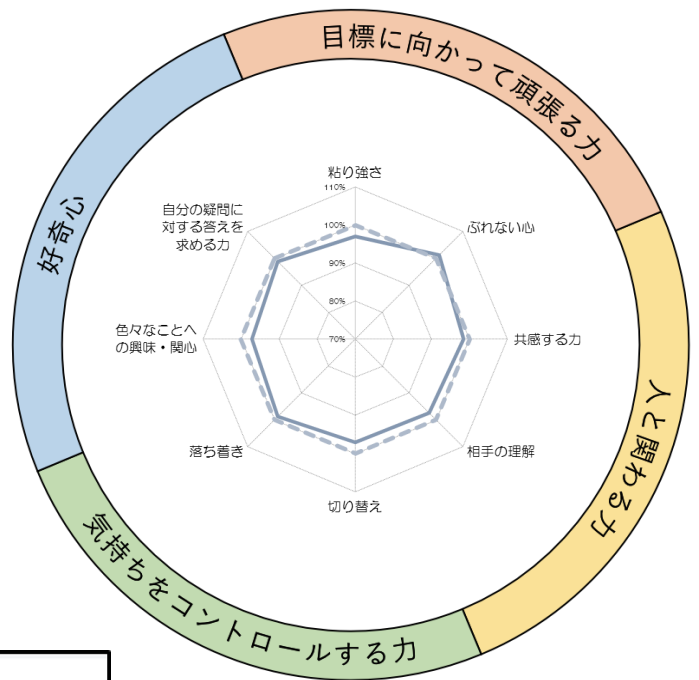 目標に向かって頑張る力
好奇心
人と関わる力
気持ちをコントロールする力
粘り強さ
110%
自分の疑問に
対する答えを
求める力
ぶれない心
100%
90%
80%
70%
色々なことへ
の興味・関心
共感する力
落ち着き
相手の理解
切り替え